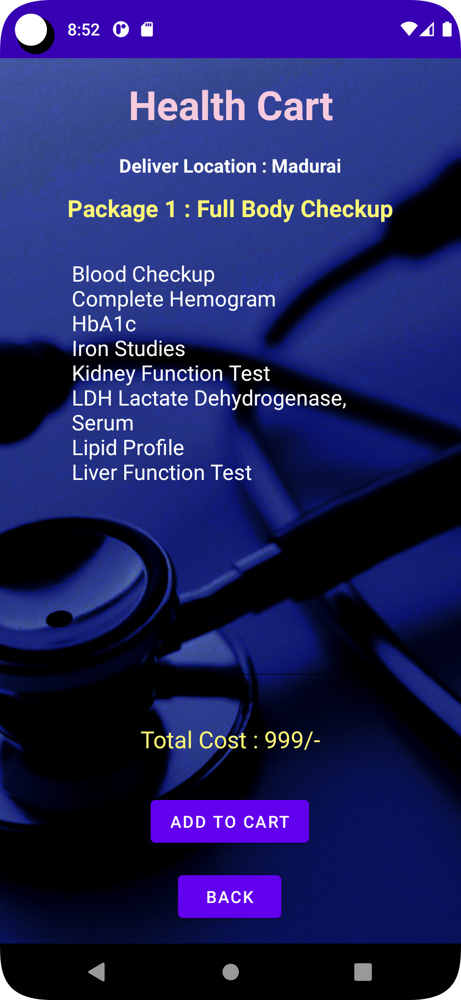 8:52
Health Cart
Deliver Location : Madurai
Package 1 : Full Body Checkup
Blood Checkup
Complete Hemogram
HbA1c
Iron Studies
Kidney Function Test
LDH Lactate Dehydrogenase,
Serum
Lipid Profile
Liver Function Test
Total Cost : 999/-
ADD TO CART
BACK